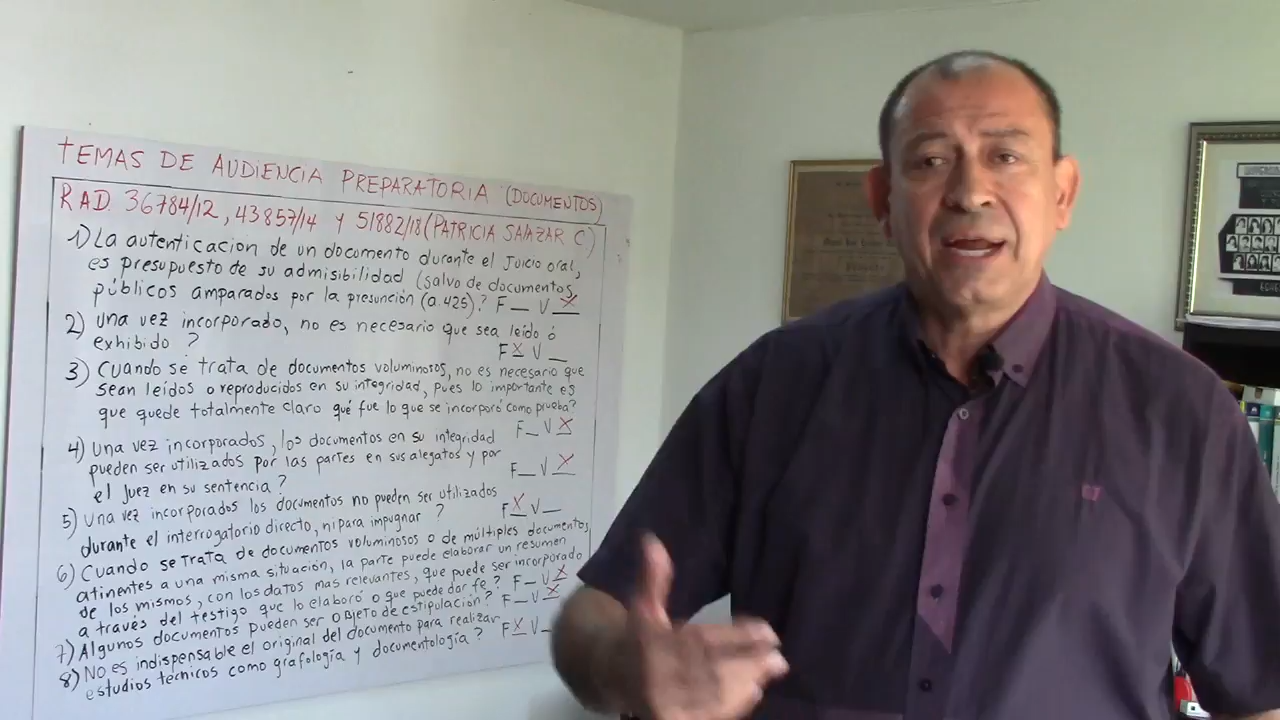 TEMAS DE AUDIENCIA PREPARATORIA (DOCUMENTOS)
RAD. 36784/12, 43857/14 Y 51882/18 (PATRICIA SALAZAR C)
1) La autenticacion de un documento durante el juicio oral,
es presupuesto de su admisibilidad (salvo de documentos
públicos amparados por la presunción (a.425)? F__ V X
2) Una vez incorporado, no es necesario que sea leído ó
exhibido ? F X V __
3) Cuando se trata de documentos voluminosos, no es necesario que
sean leídos o reproducidos en su integridad, pues lo importante es
que quede totalmente claro qué fue lo que se incorporó como prueba?
F_ V X
4) Una vez incorporados, los documentos en su integridad
pueden ser utilizados por las partes en sus alegatos y por
el juez en su sentencia ? F_ V X
5) Una vez incorporados los documentos no pueden ser utilizados
durante el interrogatorio directo, ni para impugnar ? F X V __
6) Cuando se trata de documentos voluminosos o de múltiples documentos
atinentes a una misma situación, la parte puede elaborar un resumen
de los mismos, con los datos mas relevantes, que puede ser incorporado
a través del testigo que lo elaboró o que puede dar fe ? F_ V X
7) Algunos documentos pueden ser objeto de estipulación? F_ V X
8) No es indispensable el original del documento para realizar
estudios técnicos como grafología y documentología ? F X V_